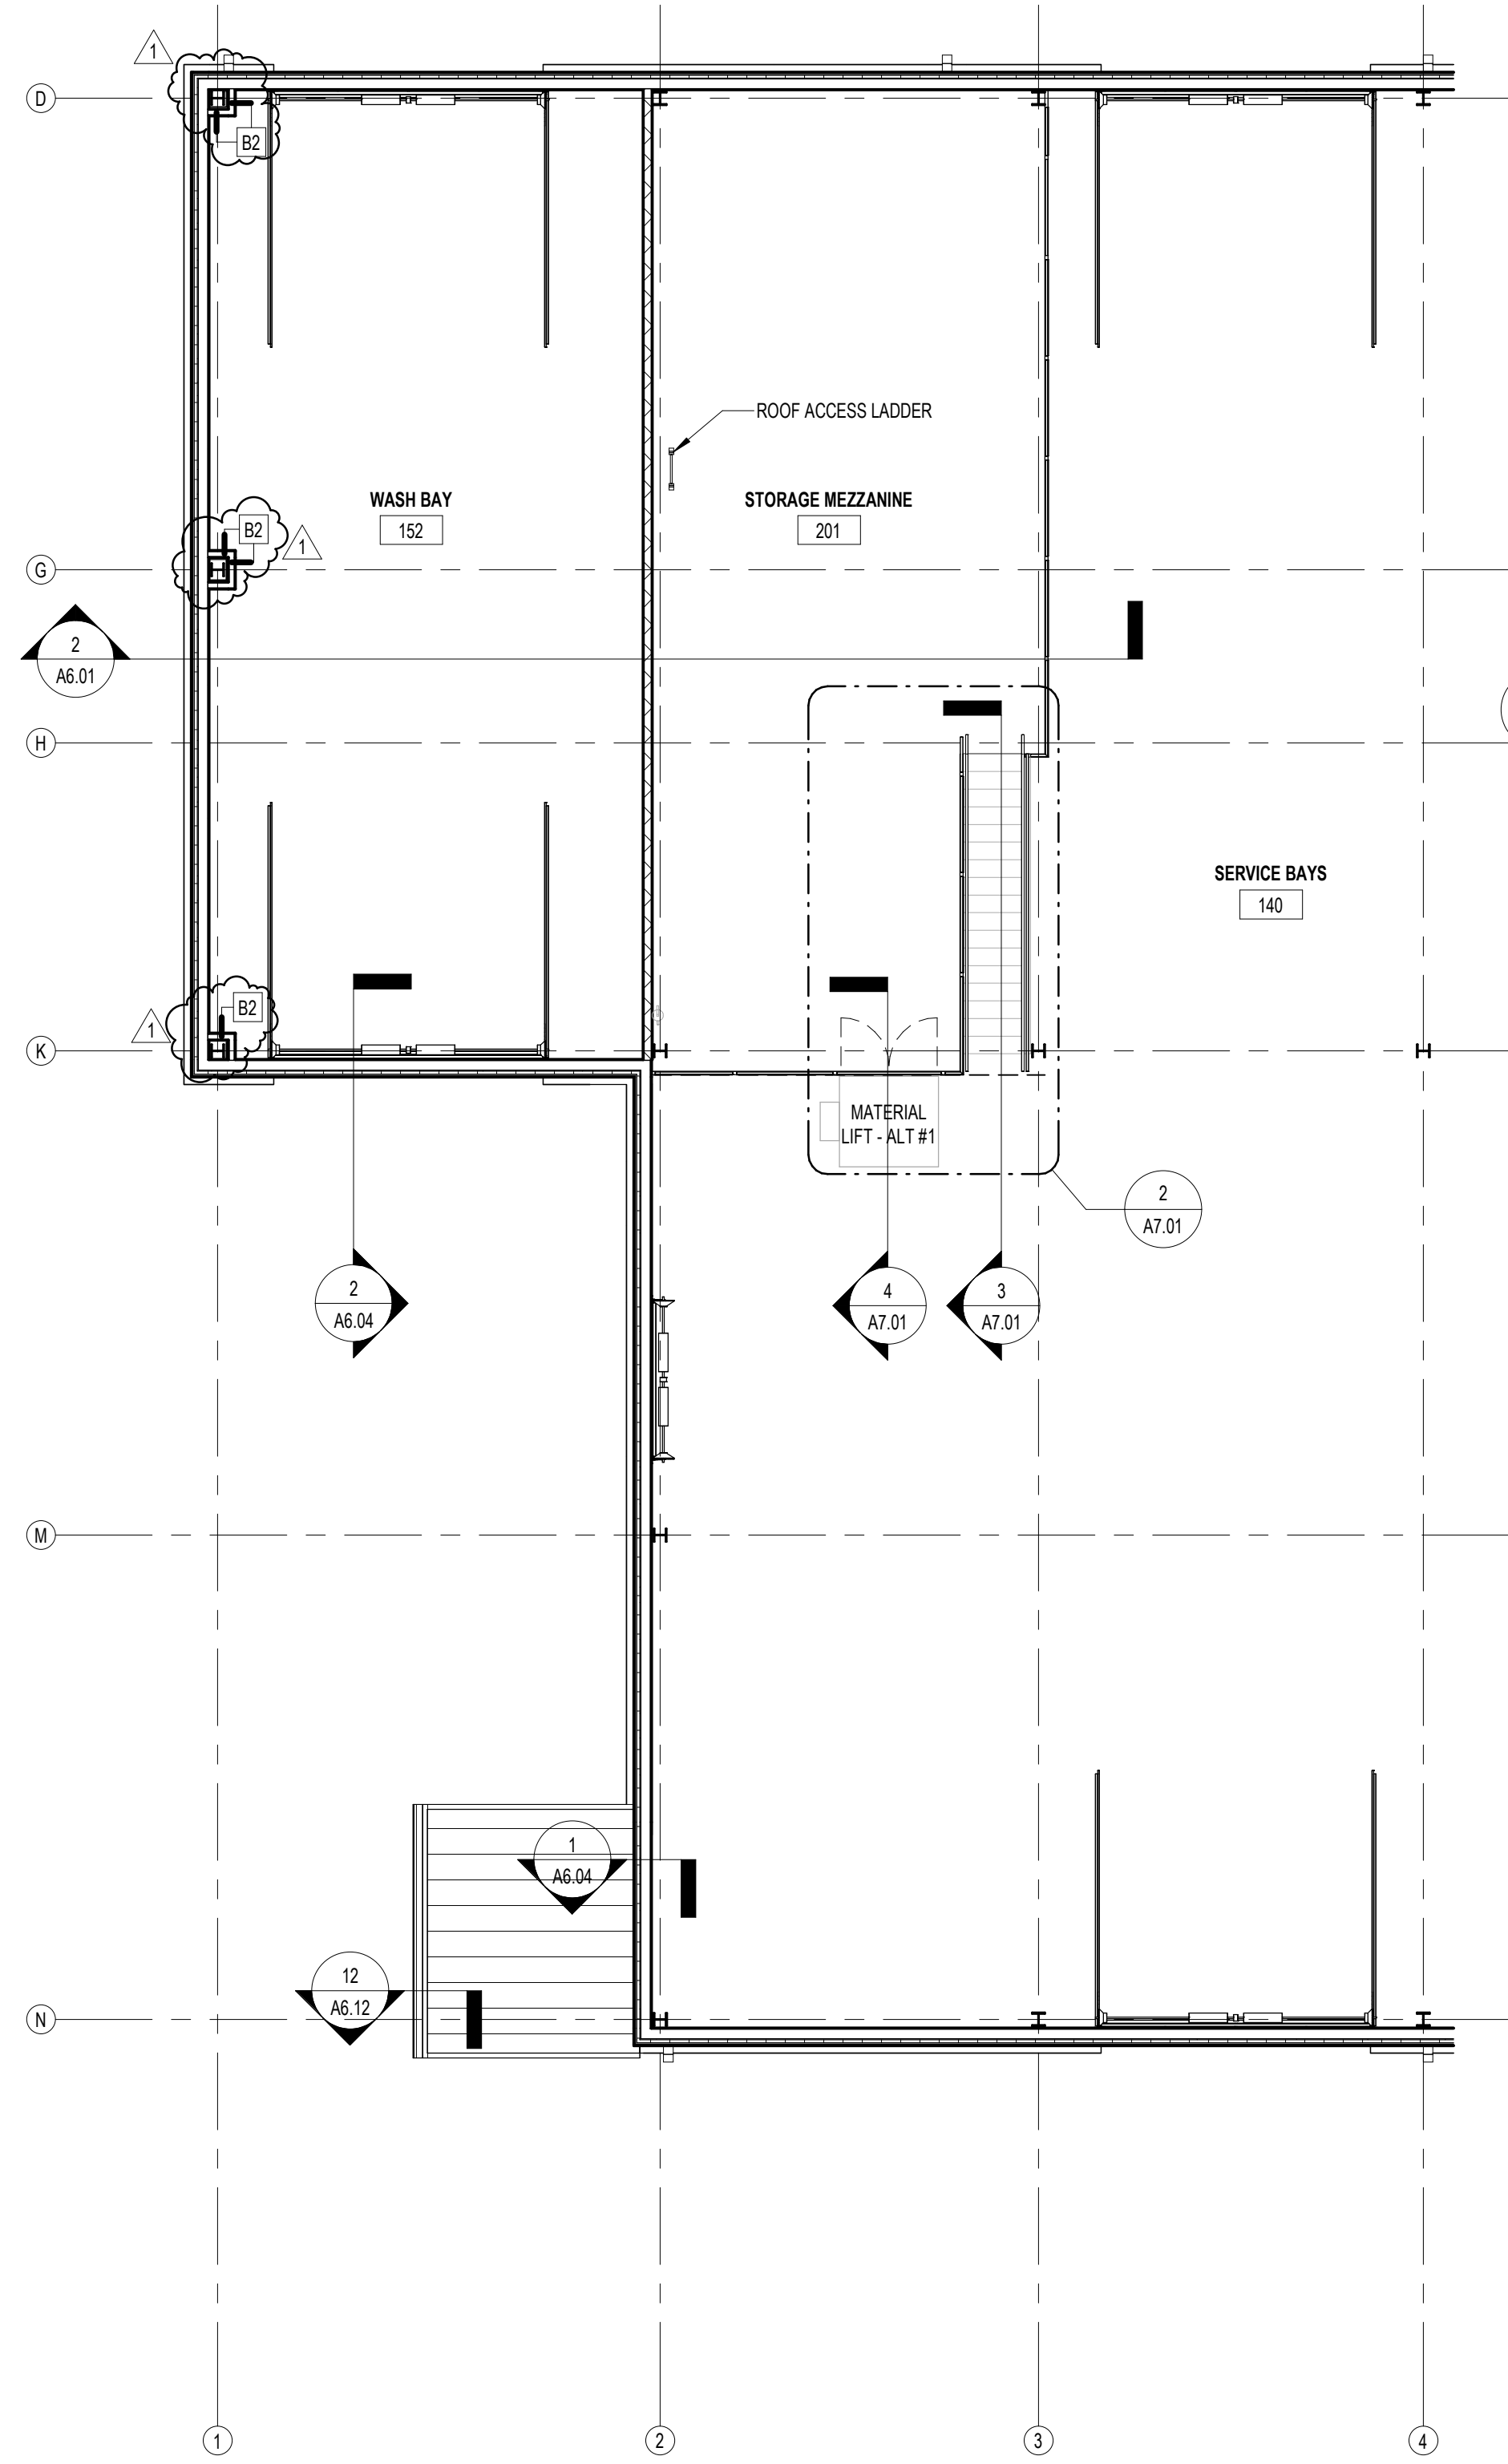 1
D
B2
ROOF ACCESS LADDER
WASH BAY
152
STORAGE MEZZANINE
201
B2
1
G
2
A6.01
H
SERVICE BAYS
140
B2
1
K
MATERIAL
LIFT - ALT #1
2
A7.01
2
A6.04
4
A7.01
3
A7.01
M
1
A6.04
12
A6.12
N
1
2
3
4